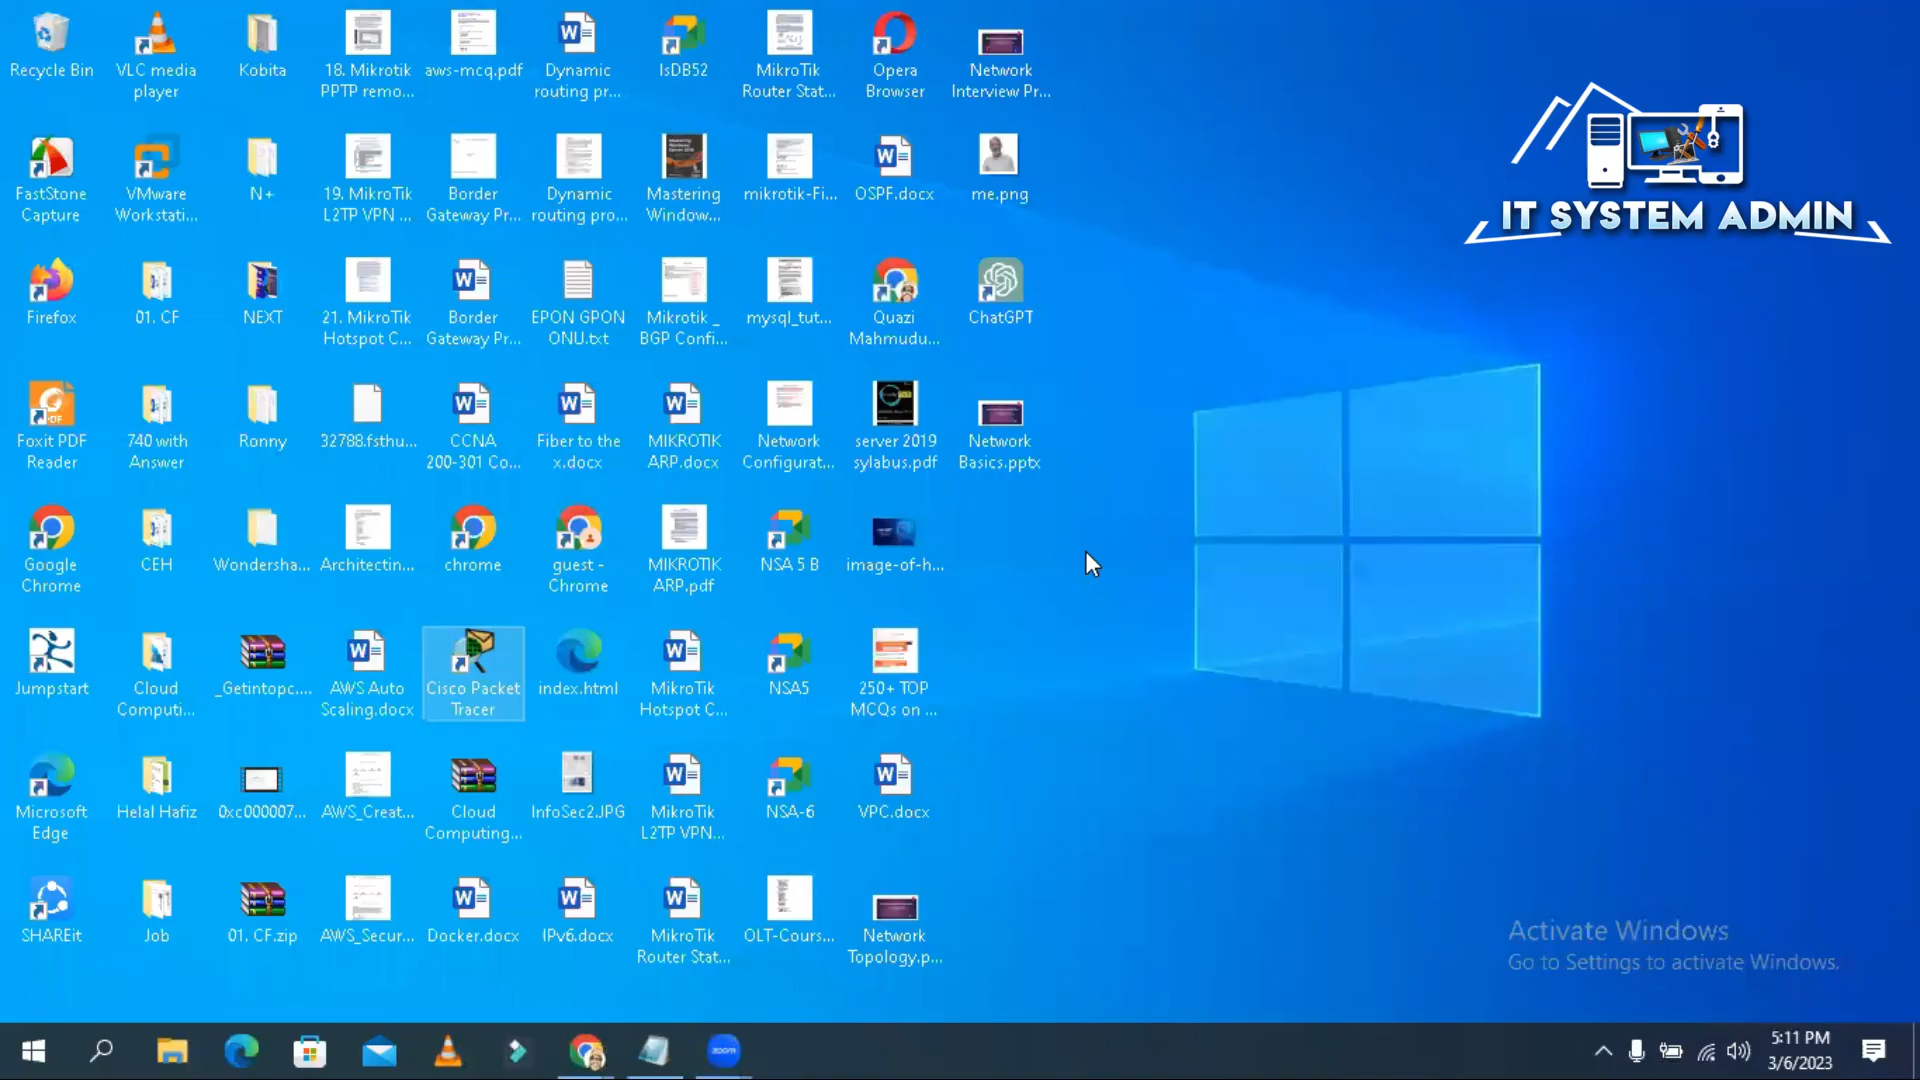 Recycle Bin
VLC media
player
Kobita
18. Mikrotik
PPTP remo...
aws-mcq.pdf
Dynamic
routing pr...
IsDB52
MikroTik
Router Stat...
Opera
Browser
Network
Interview Pr...
IT SYSTEM ADMIN
FastStone
Capture
VMware
Workstati...
N+
19. MikroTik
L2TP VPN ...
Border
Gateway Pr...
Dynamic
routing pro...
Mastering
Window...
mikrotik-Fi...
OSPF.docx
me.png
Firefox
01. CF
NEXT
21. MikroTik
Hotspot C...
Border
Gateway Pr...
EPON GPON
ONU.txt
Mikrotik _
BGP Confi...
mysql_tut...
Quazi
Mahmudu...
ChatGPT
Foxit PDF
Reader
740 with
Answer
Ronny
32788.fsthu...
CCNA
200-301 Co...
Fiber to the
x.docx
MIKROTIK
ARP.docx
Network
Configurat...
server 2019
sylabus.pdf
Network
Basics.pptx
Google
Chrome
CEH
Wondersha...
Architectin...
chrome
guest -
Chrome
MIKROTIK
ARP.pdf
NSA 5 B
image-of-h...
Jumpstart
Cloud
Computi...
_Getintopc....
AWS Auto
Scaling.docx
Cisco Packet
Tracer
index.html
MikroTik
Hotspot C...
NSA5
250+ TOP
MCQs on ...
Microsoft
Edge
Helal Hafiz
0xc000007...
AWS_Creat...
Cloud
Computing...
InfoSec2.JPG
MikroTik
L2TP VPN...
NSA-6
VPC.docx
SHAREit
Job
01. CF.zip
AWS_Secur...
Docker.docx
IPv6.docx
MikroTik
Router Stat...
OLT-Cours...
Network
Topology.p...
Activate Windows
Go to Settings to activate Windows.
zoom
5:11 PM
3/6/2023